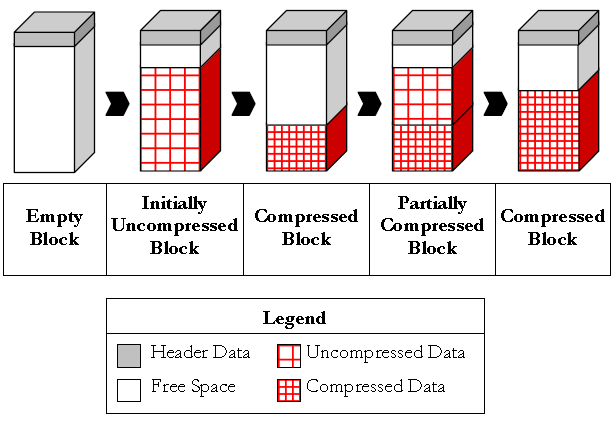 Empty
Block
Initially
Uncompressed
Block
Compressed
Block
Partially
Compressed
Block
Compressed
Block
Legend
Header Data
Uncompressed Data
Free Space
Compressed Data